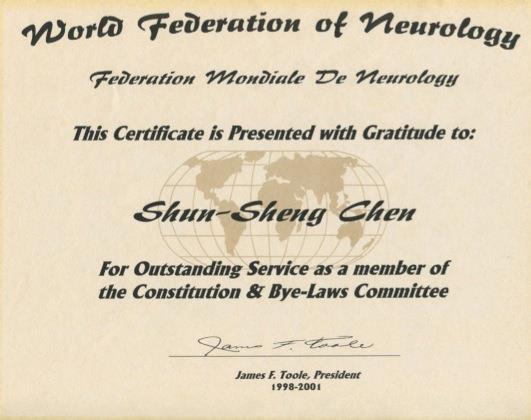 World Federation of Neurology
Federation Mondiale De Neurology
This Certificate is Presented with Gratitude to:
Shun-Sheng Chen
For Outstanding Service as a member of
the Constitution & Bye-Laws Committee
James F. Toole
James F. Toole, President
1998-2001